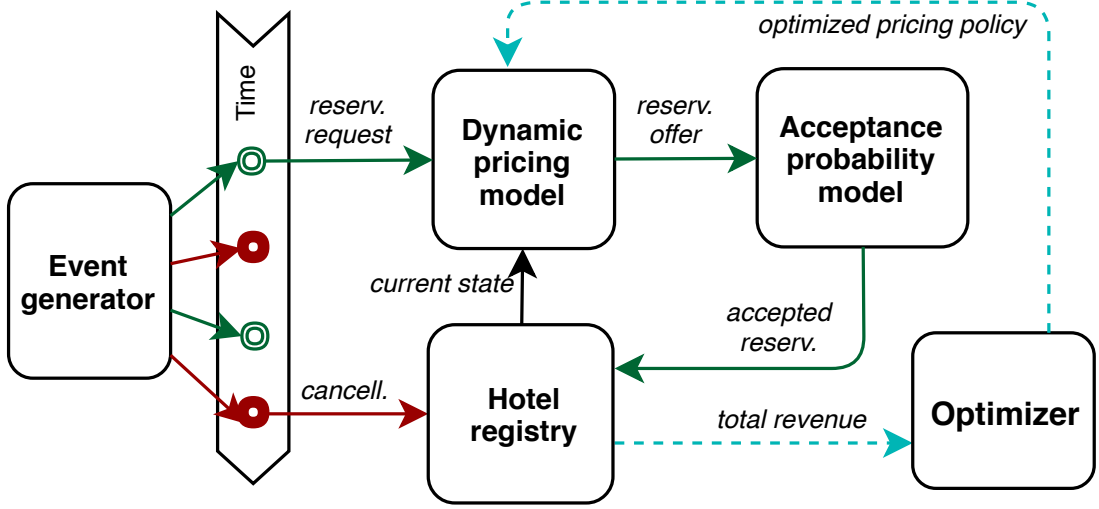 optimized pricing policy
Time
reserv.
request
Dynamic
pricing
model
reserv.
offer
Acceptance
probability
model
Event
generator
current state
accepted
reserv.
cancell.
Hotel
registry
total revenue
Optimizer